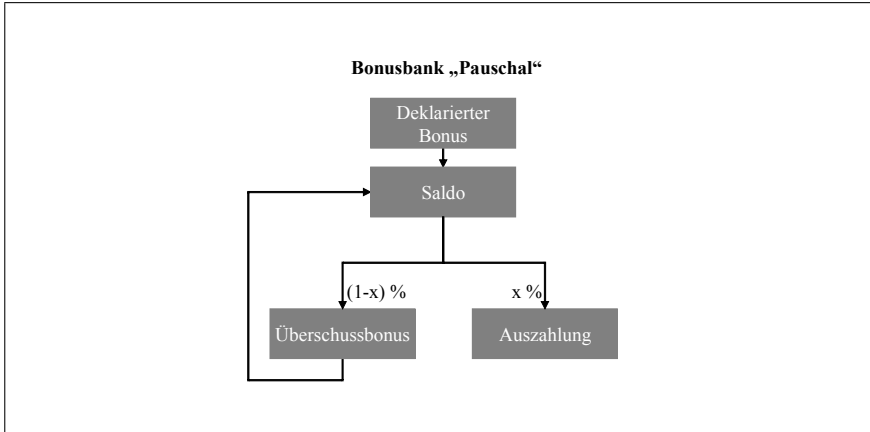 Bonusbank „Pauschal“
Deklarierter
Bonus
Saldo
(1-x) %
x %
Überschussbonus
Auszahlung